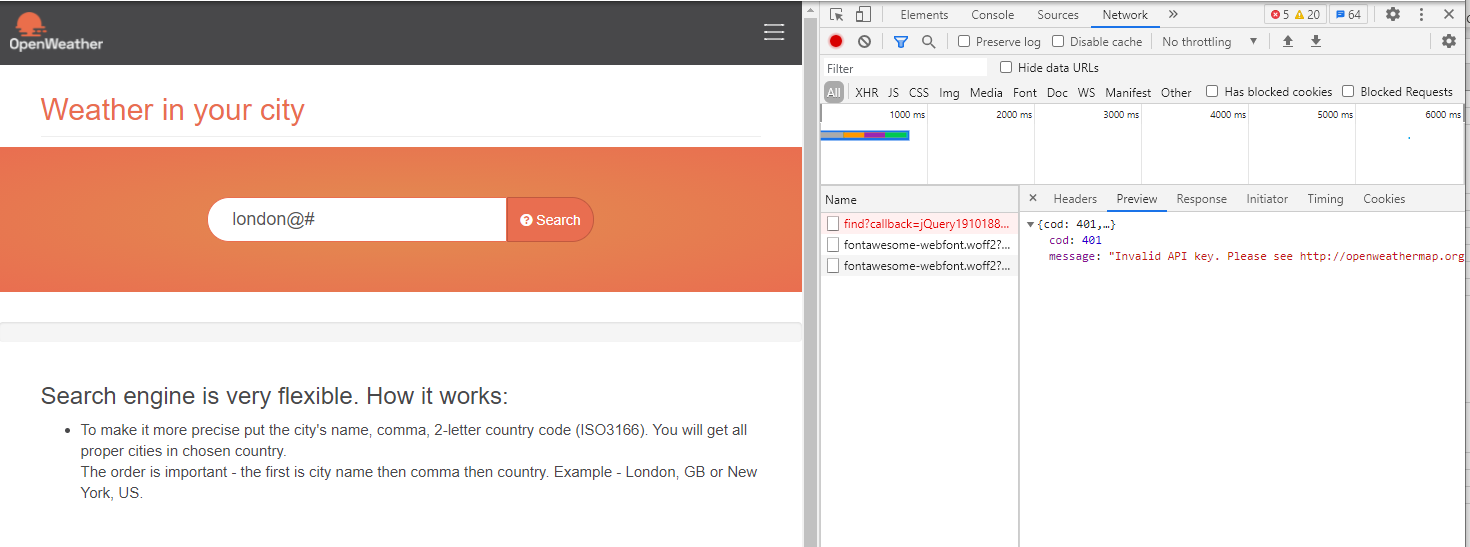 OpenWeather
Weather in your city
london@#
Search
Search engine is very flexible. How it works:
To make it more precise put the city's name, comma, 2-letter country code (ISO3166). You will get all
proper cities in chosen country.
The order is important - the first is city name then comma then country. Example - London, GB or New
York, US.
Elements Console Sources Network » 5 20 64
Preserve log Disable cache No throttling
Filter Hide data URLs
All XHR JS CSS Img Media Font Doc WS Manifest Other Has blocked cookies Blocked Requests
1000 ms 2000 ms 3000 ms 4000 ms 5000 ms 6000 ms
Name
find?callback=jQuery1910188...
fontawesome-webfont.woff2?...
fontawesome-webfont.woff2?...
× Headers Preview Response Initiator Timing Cookies
{cod: 401,…}
cod: 401
message: "Invalid API key. Please see http://openweathermap.org